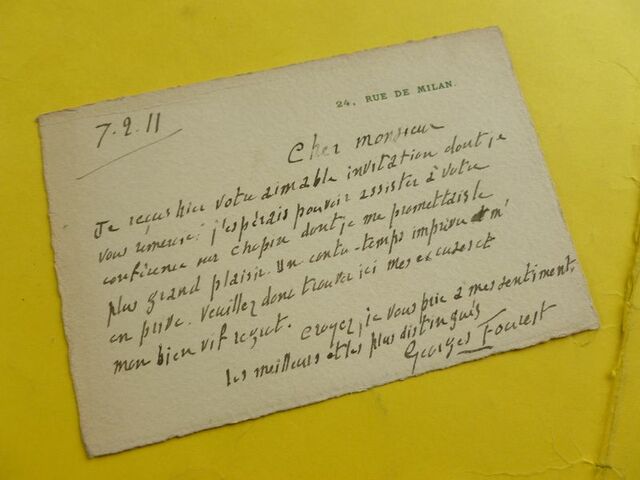 24, RUE DE MILAN.
7.2.11
Cher monsieur
Je reçus hier votre aimable invitation dont je
vous remercie : j'espérais pouvoir assister à votre
conférence sur Chopin dont je me promettais le
plus grand plaisir. Un contre-temps imprévu m'
en prive. Veuillez donc trouver ici mes excuses et
mon bien vif regret. Croyez, je vous prie à mes sentiments
les meilleurs et les plus distingués
Georges Fourest